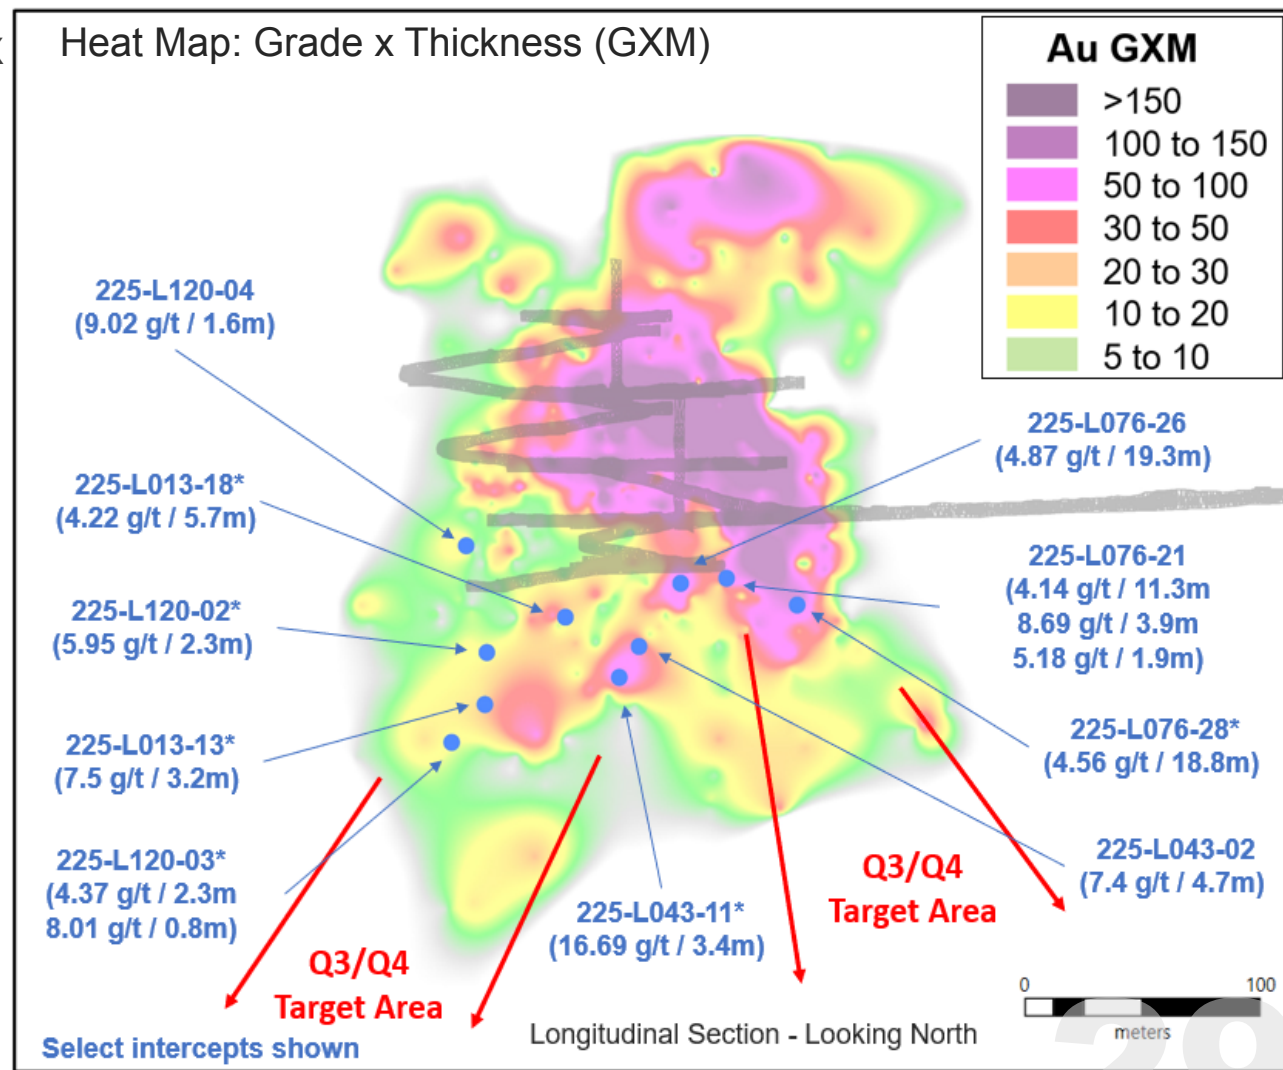 Heat Map: Grade x Thickness (GXM)
Au GXM
>150
100 to 150
50 to 100
30 to 50
20 to 30
10 to 20
5 to 10
225-L120-04
(9.02 g/t / 1.6m)
225-L013-18*
(4.22 g/t / 5.7m)
225-L120-02*
(5.95 g/t / 2.3m)
225-L013-13*
(7.5 g/t / 3.2m)
225-L120-03*
(4.37 g/t / 2.3m
8.01 g/t / 0.8m)
225-L076-26
(4.87 g/t / 19.3m)
225-L076-21
(4.14 g/t / 11.3m
8.69 g/t / 3.9m
5.18 g/t / 1.9m)
225-L076-28*
(4.56 g/t / 18.8m)
225-L043-02
(7.4 g/t / 4.7m)
225-L043-11*
(16.69 g/t / 3.4m)
Q3/Q4
Target Area
Q3/Q4
Target Area
Select intercepts shown
Longitudinal Section - Looking North
0 100
meters